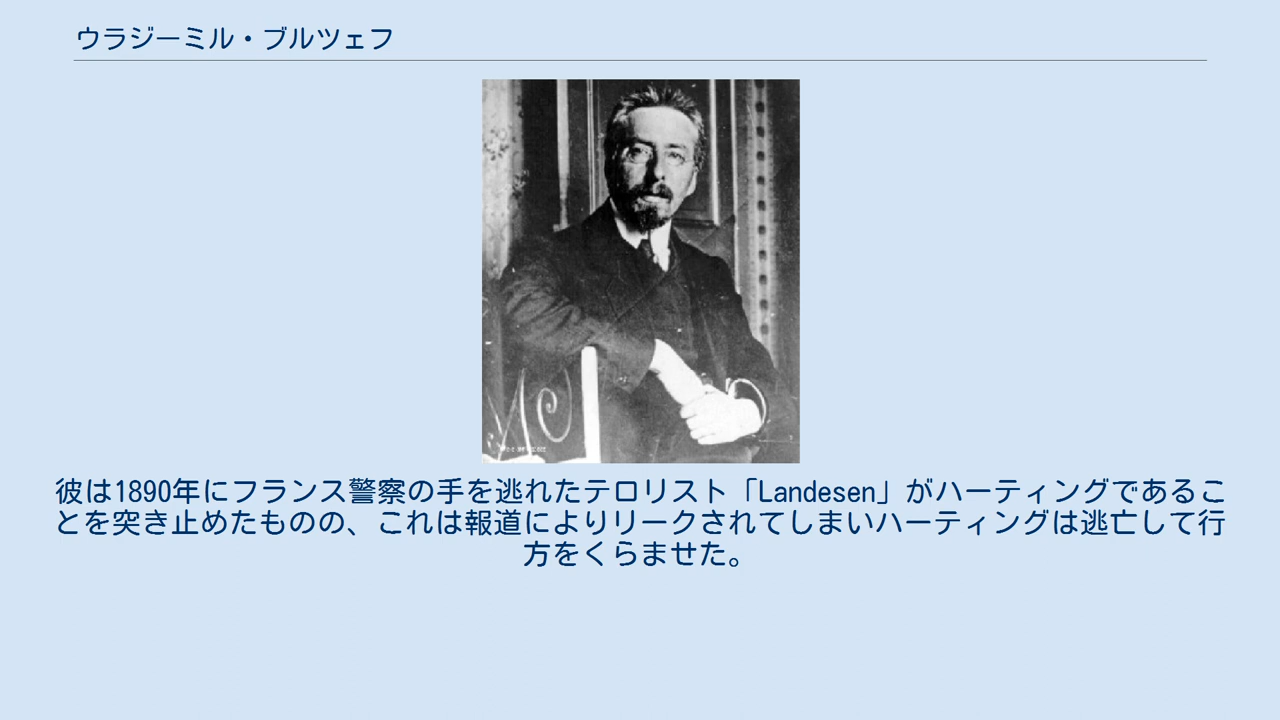 ウラジーミル・ブルツェフ
彼は1890年にフランス警察の手を逃れたテロリスト「Landesen」がハーティングであるこ
とを突き止めたものの、これは報道によりリークされてしまいハーティングは逃亡して行
方をくらませた。